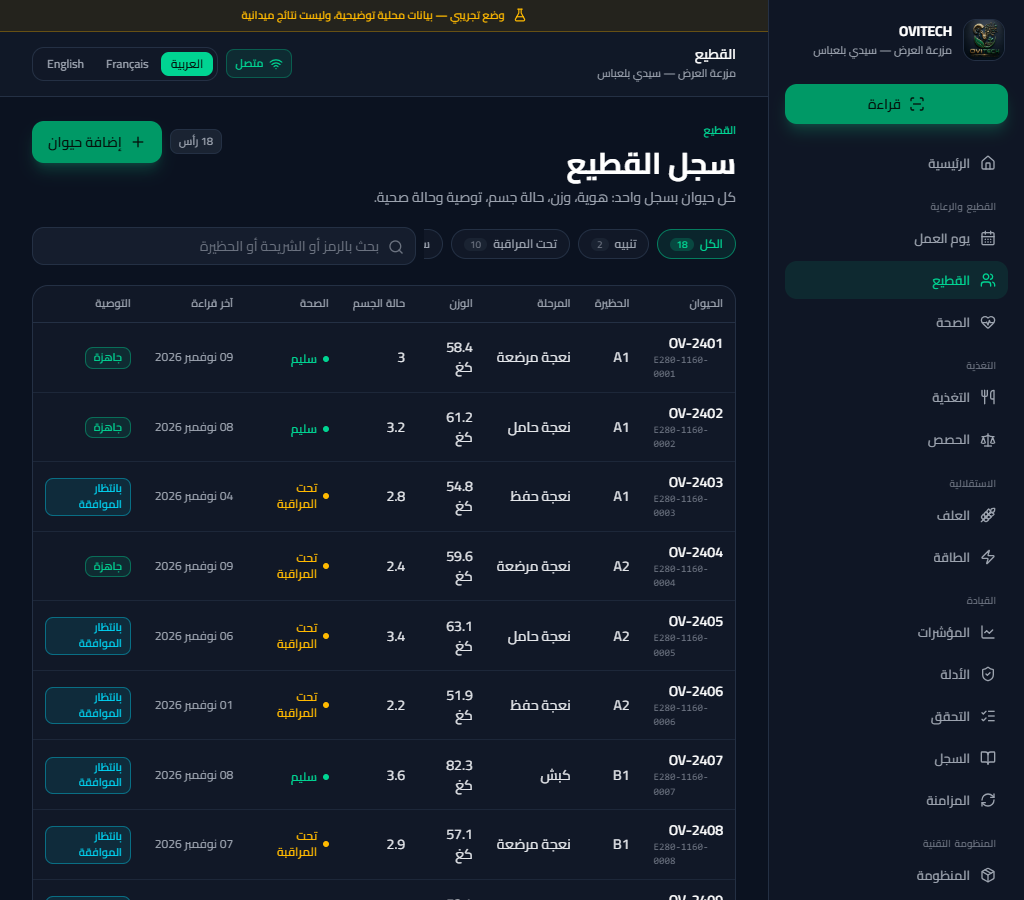 وضع تجريبي — بيانات محلية توضيحية، وليست نتائج ميدانية
OVITECH
مزرعة العرض — سيدي بلعباس
قراءة
الرئيسية
القطيع والرعاية
يوم العمل
القطيع
الصحة
التغذية
التغذية
الحصص
الاستقلالية
العلف
الطاقة
القيادة
المؤشرات
الأدلة
التحقق
السجل
المزامنة
المنظومة التقنية
المنظومة
القطيع
مزرعة العرض — سيدي بلعباس
متصل
العربية
Français
English
القطيع
سجل القطيع
كل حيوان بسجل واحد: هوية، وزن، حالة جسم، توصية وحالة صحية.
18 رأس
إضافة حيوان
الكل 18
تنبيه 2
تحت المراقبة 10
بحث بالرمز أو الشريحة أو الحظيرة
الحيوان الحظيرة المرحلة الوزن حالة الجسم الصحة آخر قراءة التوصية
OV-2401
E280-1160-
0001
A1
نعجة مرضعة
58.4
كغ
3
سليم
09 نوفمبر 2026
جاهزة
OV-2402
E280-1160-
0002
A1
نعجة حامل
61.2
كغ
3.2
سليم
08 نوفمبر 2026
جاهزة
OV-2403
E280-1160-
0003
A1
نعجة حفظ
54.8
كغ
2.8
تحت
المراقبة
04 نوفمبر 2026
بانتظار
الموافقة
OV-2404
E280-1160-
0004
A2
نعجة مرضعة
59.6
كغ
2.4
تحت
المراقبة
09 نوفمبر 2026
جاهزة
OV-2405
E280-1160-
0005
A2
نعجة حامل
63.1
كغ
3.4
تحت
المراقبة
06 نوفمبر 2026
بانتظار
الموافقة
OV-2406
E280-1160-
0006
A2
نعجة حفظ
51.9
كغ
2.2
تحت
المراقبة
01 نوفمبر 2026
بانتظار
الموافقة
OV-2407
E280-1160-
0007
B1
كبش
82.3
كغ
3.6
سليم
08 نوفمبر 2026
بانتظار
الموافقة
OV-2408
E280-1160-
0008
B1
نعجة مرضعة
57.1
كغ
2.9
تحت
المراقبة
07 نوفمبر 2026
بانتظار
الموافقة